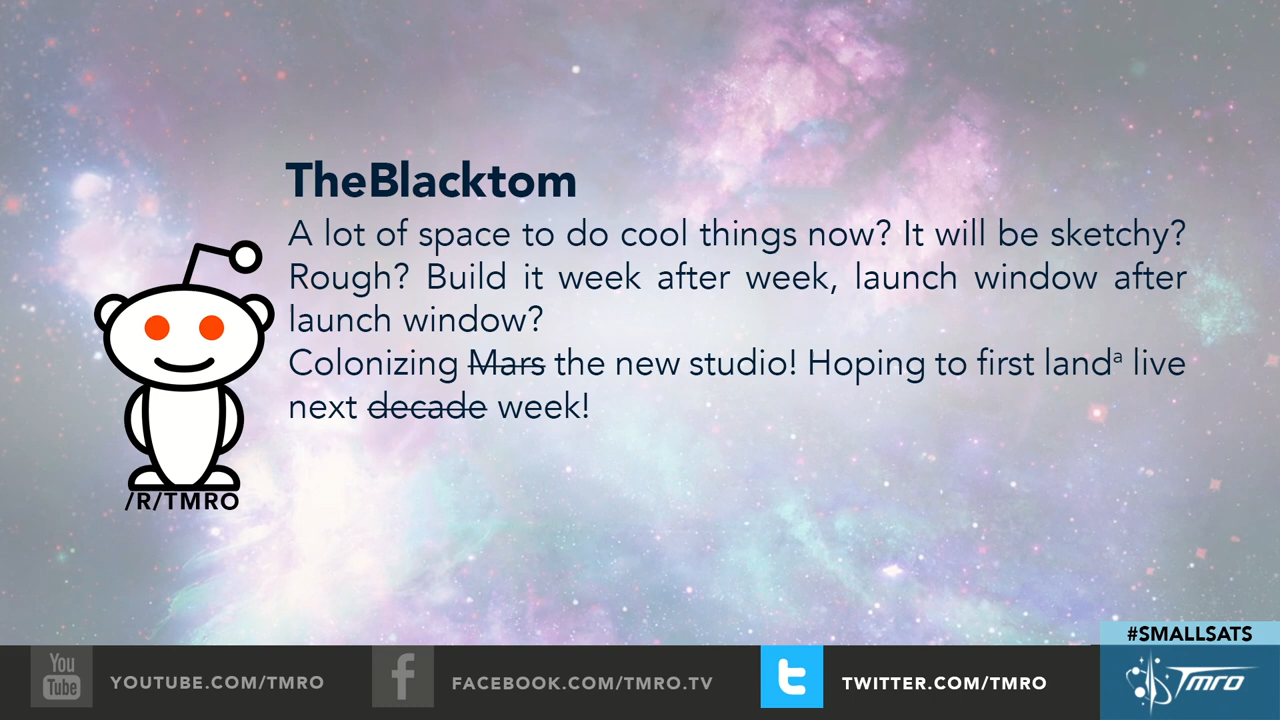 TheBlacktom
A lot of space to do cool things now? It will be sketchy?
Rough? Build it week after week, launch window after
launch window?
Colonizing Mars the new studio! Hoping to first landᵃ live
next decade week!
/R/TMRO
#SMALLSATS
You
Tube
YOUTUBE.COM/TMRO
FACEBOOK.COM/TMRO.TV
TWITTER.COM/TMRO
Tmro